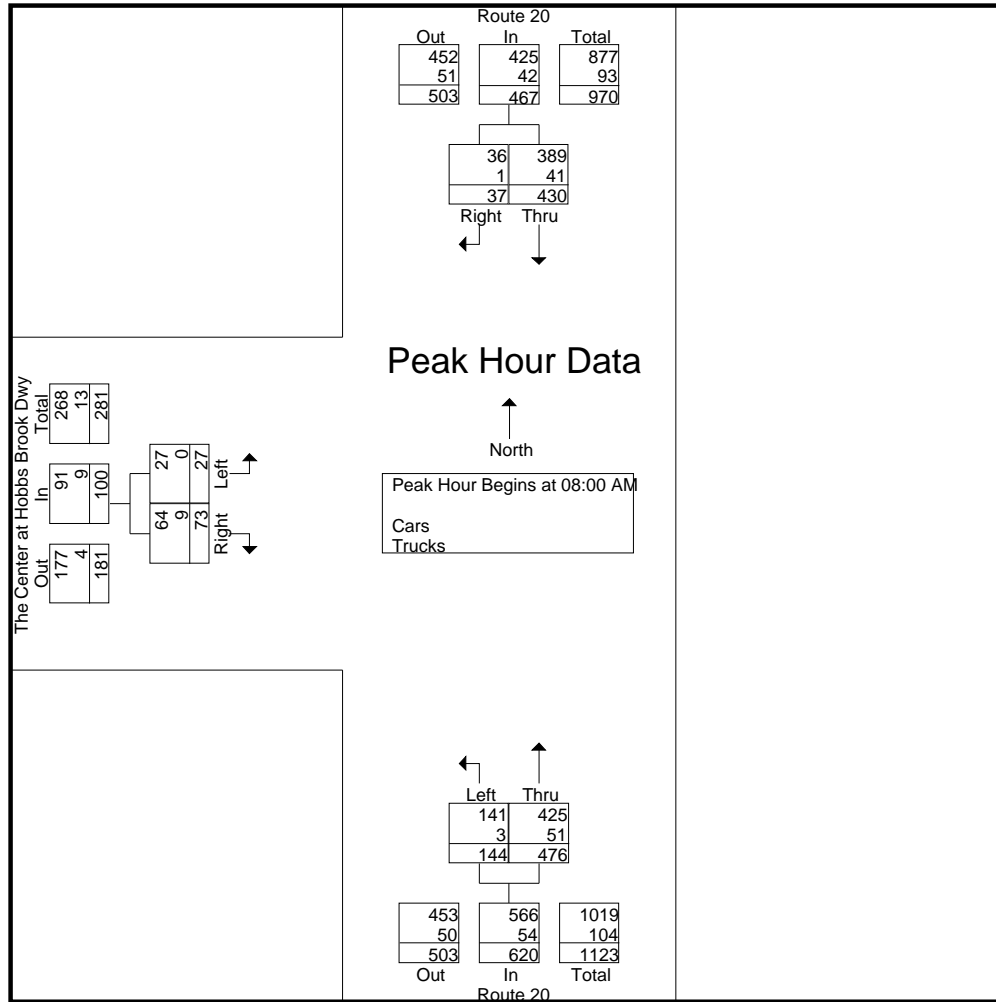 Route 20
Out In Total
452 425 877
51 42 93
503 467 970
36 389
1 41
37 430
Right Thru
Peak Hour Data
North
Peak Hour Begins at 08:00 AM
Cars
Trucks
The Center at Hobbs Brook Dwy
Out In Total
177 91 268
4 9 13
181 100 281
64 27
9 0
73 27
Right Left
Left Thru
141 425
3 51
144 476
453 566 1019
50 54 104
503 620 1123
Out In Total
Route 20